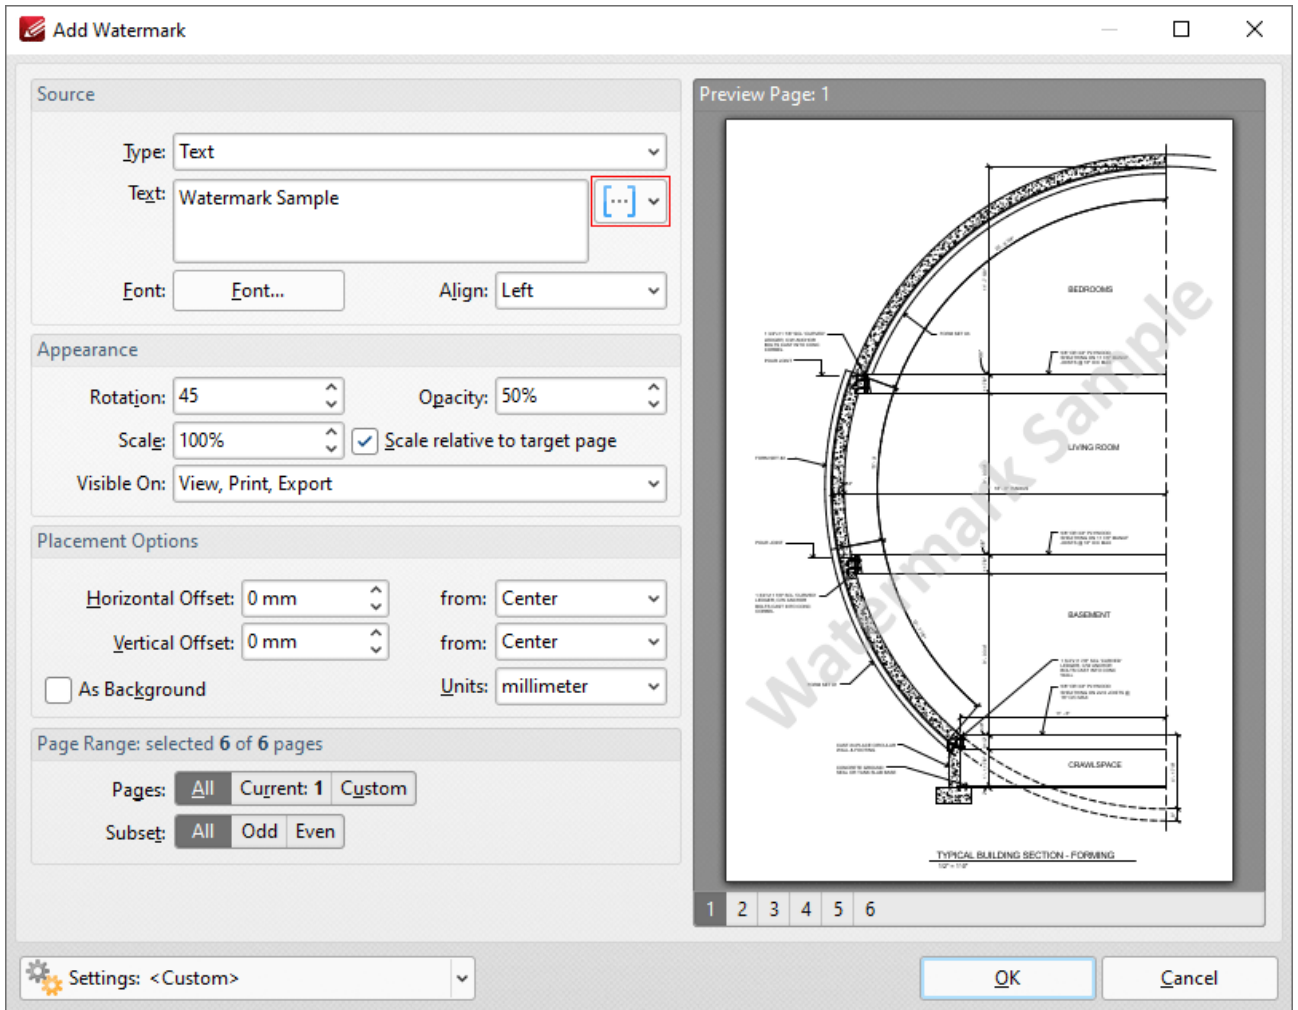 Add Watermark
Source
Type: Text
Text: Watermark Sample
Font: Font... Align: Left
Appearance
Rotation: 45 Opacity: 50%
Scale: 100% Scale relative to target page
Visible On: View, Print, Export
Placement Options
Horizontal Offset: 0 mm from: Center
Vertical Offset: 0 mm from: Center
As Background Units: millimeter
Page Range: selected 6 of 6 pages
Pages: All Current: 1 Custom
Subset: All Odd Even
Preview Page: 1
BEDROOMS
LIVING ROOM
BASEMENT
CRAWLSPACE
Watermark Sample
TYPICAL BUILDING SECTION - FORMING
1 2 3 4 5 6
Settings: <Custom>
OK Cancel